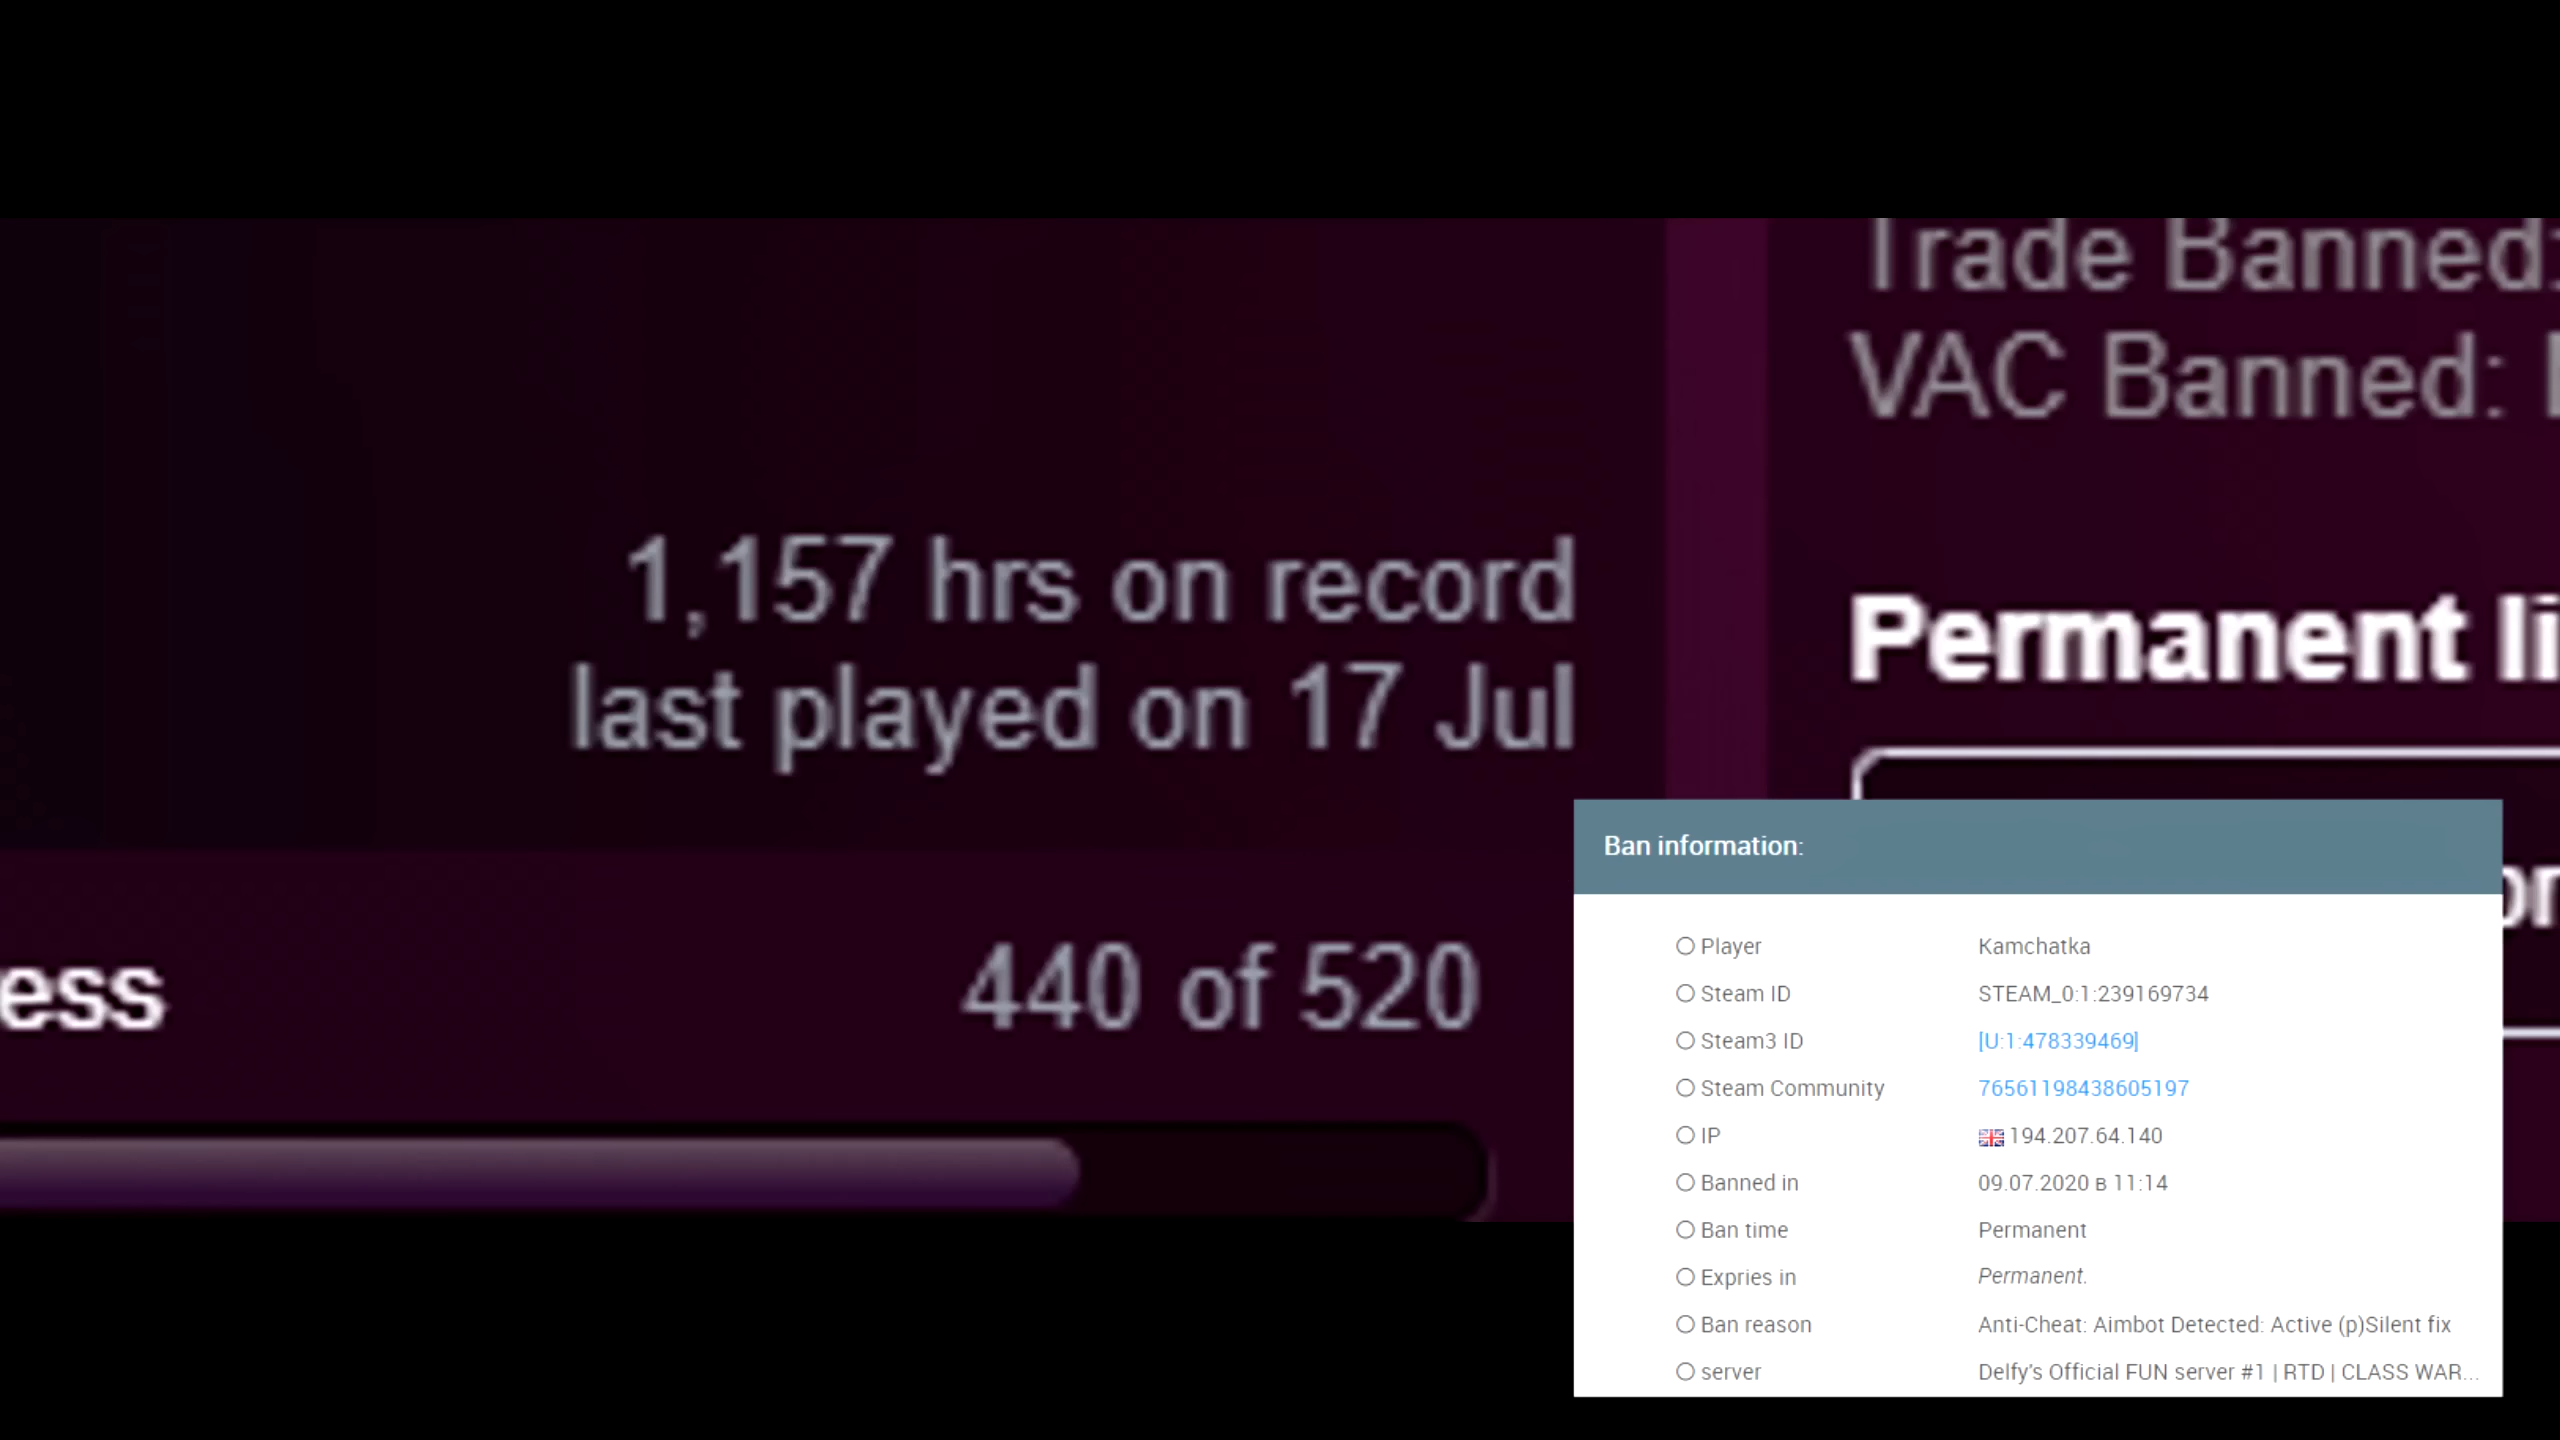 Trade Banned:
VAC Banned:
1,157 hrs on record
last played on 17 Jul
Permanent li
ess
440 of 520
or
Ban information:
Player Kamchatka
Steam ID STEAM_0:1:239169734
Steam3 ID [U:1:478339469]
Steam Community 76561198438605197
IP 194.207.64.140
Banned in 09.07.2020 в 11:14
Ban time Permanent
Expries in Permanent.
Ban reason Anti-Cheat: Aimbot Detected: Active (p)Silent fix
server Delfy's Official FUN server #1 | RTD | CLASS WAR...